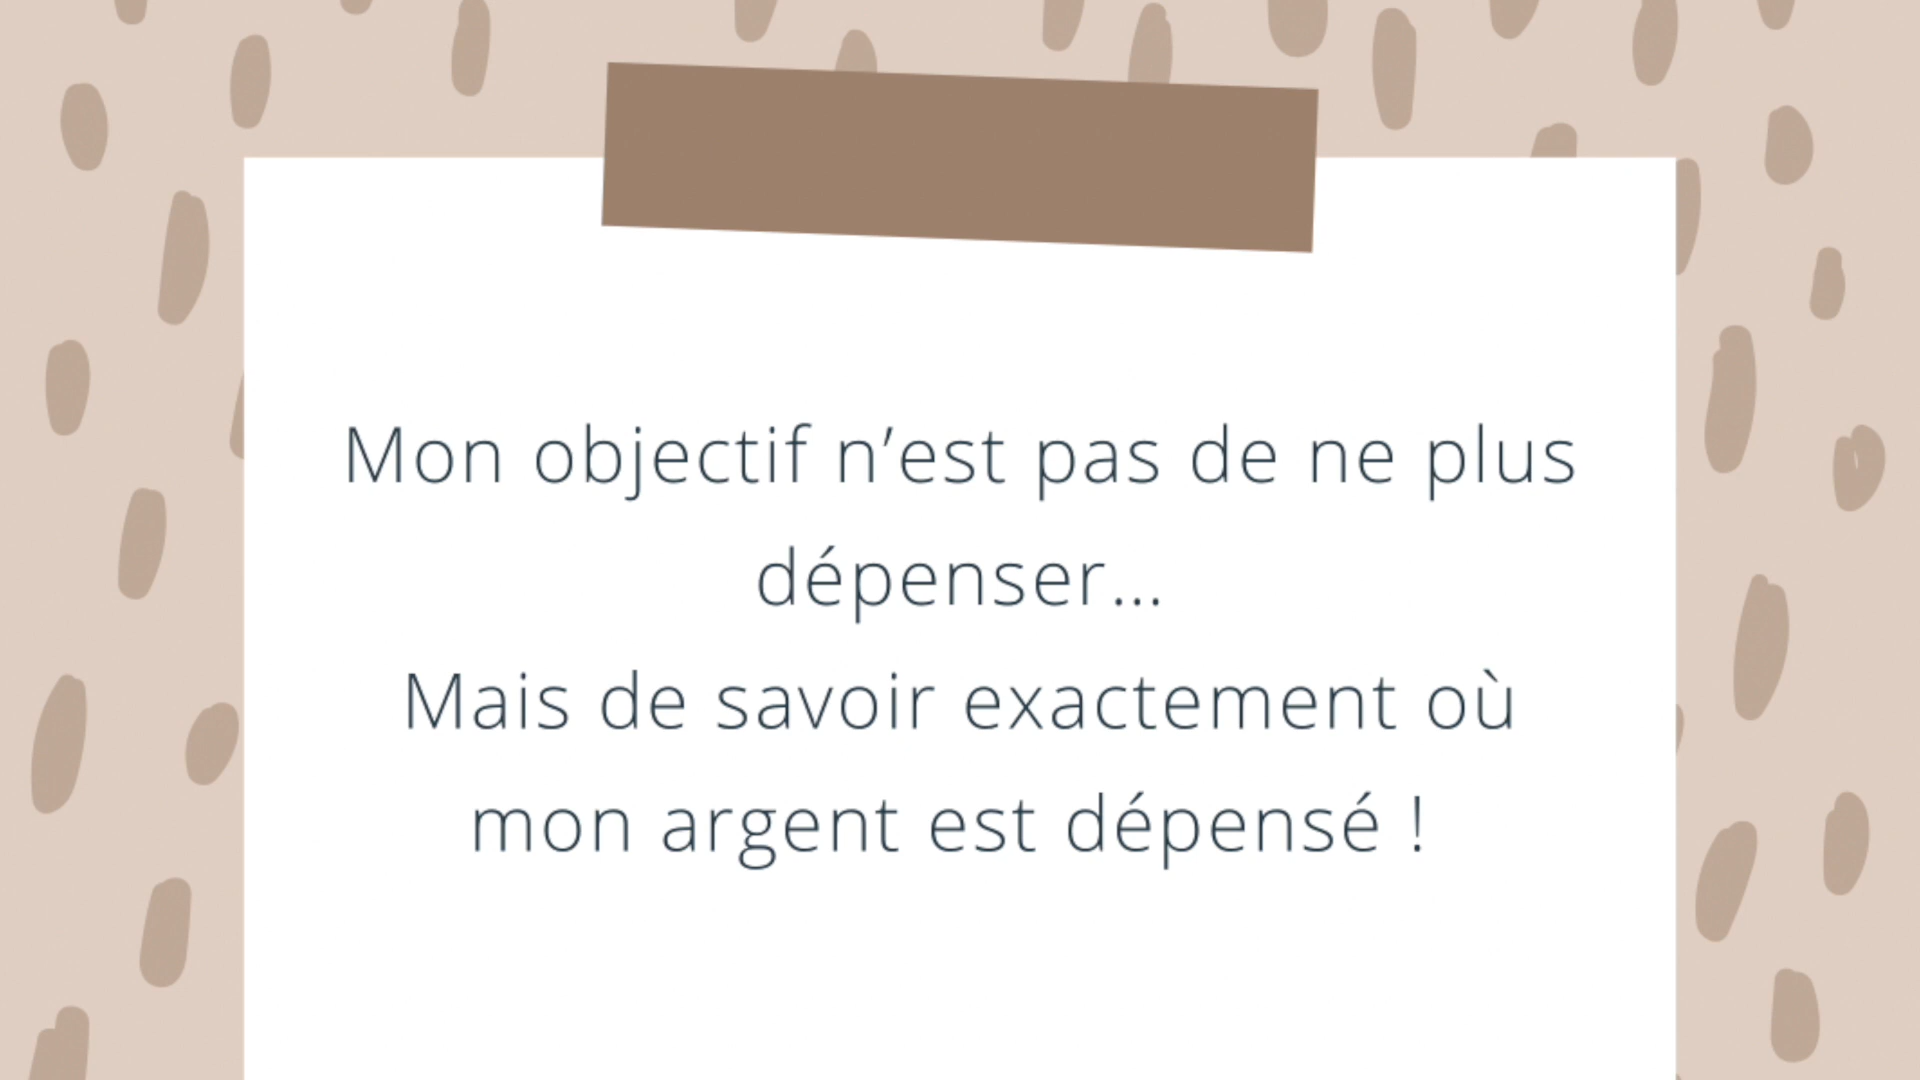 Mon objectif n’est pas de ne plus
dépenser...
Mais de savoir exactement où
mon argent est dépensé !